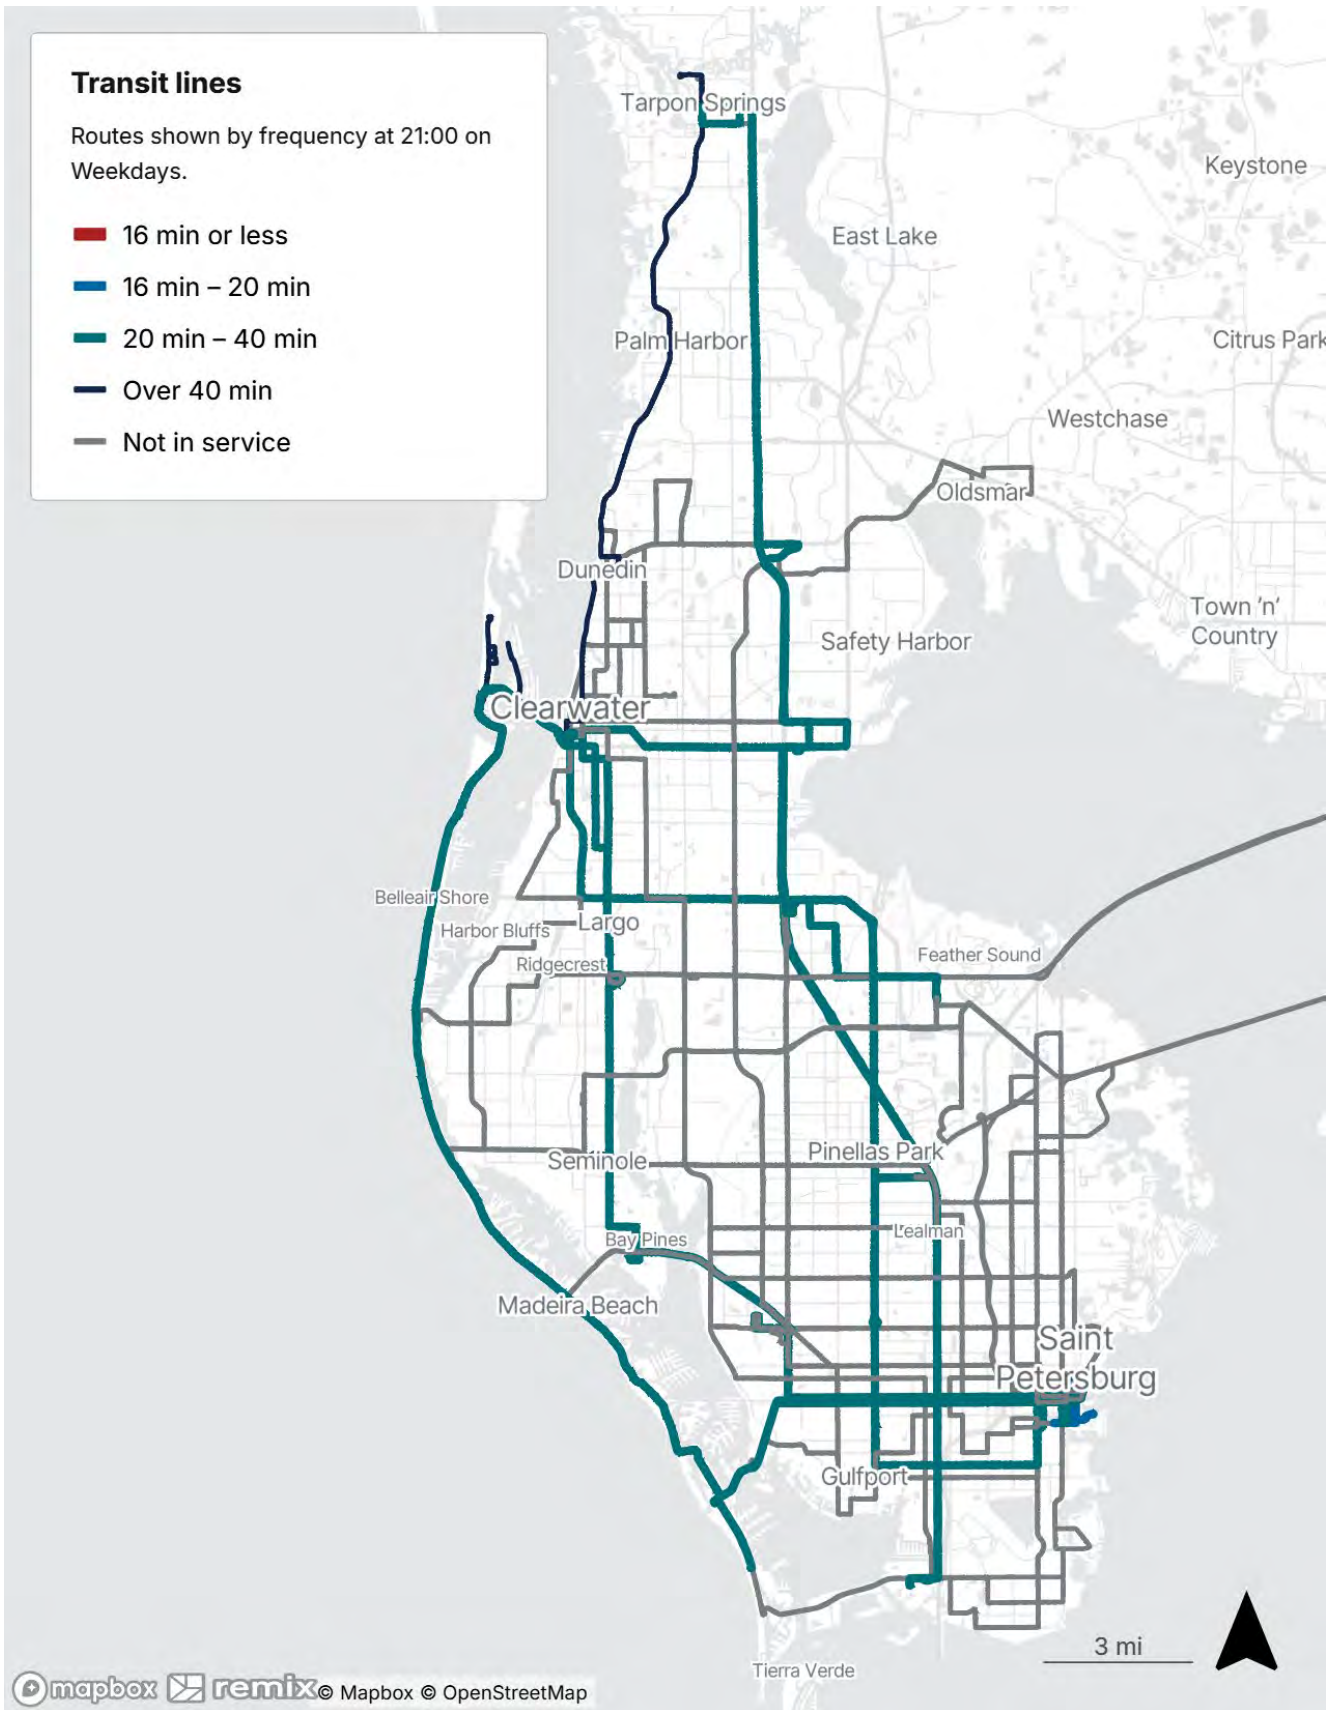 Transit lines
Routes shown by frequency at 21:00 on
Weekdays.
16 min or less
16 min – 20 min
20 min – 40 min
Over 40 min
Not in service
Tarpon Springs
Keystone
East Lake
Palm Harbor
Citrus Park
Westchase
Oldsmar
Dunedin
Town 'n'
Country
Safety Harbor
Clearwater
Belleair Shore
Harbor Bluffs
Largo
Ridgecrest
Feather Sound
Pinellas Park
Seminole
Lealman
Bay Pines
Madeira Beach
Saint
Petersburg
Gulfport
3 mi
Tierra Verde
mapbox remix © Mapbox © OpenStreetMap